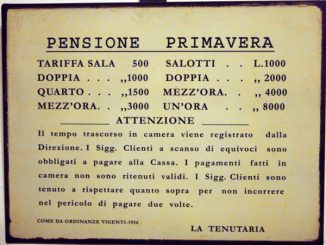 PENSIONE PRIMAVERA
TARIFFA SALA 500 SALOTTI . . L.1000
DOPPIA . . . ,,1000 DOPPIA . . . ,, 2000
QUARTO . . . ,,1500 MEZZ'ORA. . ,, 4000
MEZZ'ORA. . ,,3000 UN'ORA . . ,, 8000
ATTENZIONE
Il tempo trascorso in camera viene registrato dalla
Direzione. I Sigg. Clienti a scanso di equivoci sono
obbligati a pagare alla Cassa. I pagamenti fatti in
camera non sono ritenuti validi. I Sigg. Clienti sono
tenuto a rispettare quanto sopra per non incorrere
nel pericolo di pagare due volte.
COME DA ORDINANZE VIGENTI-1956
LA TENUTARIA